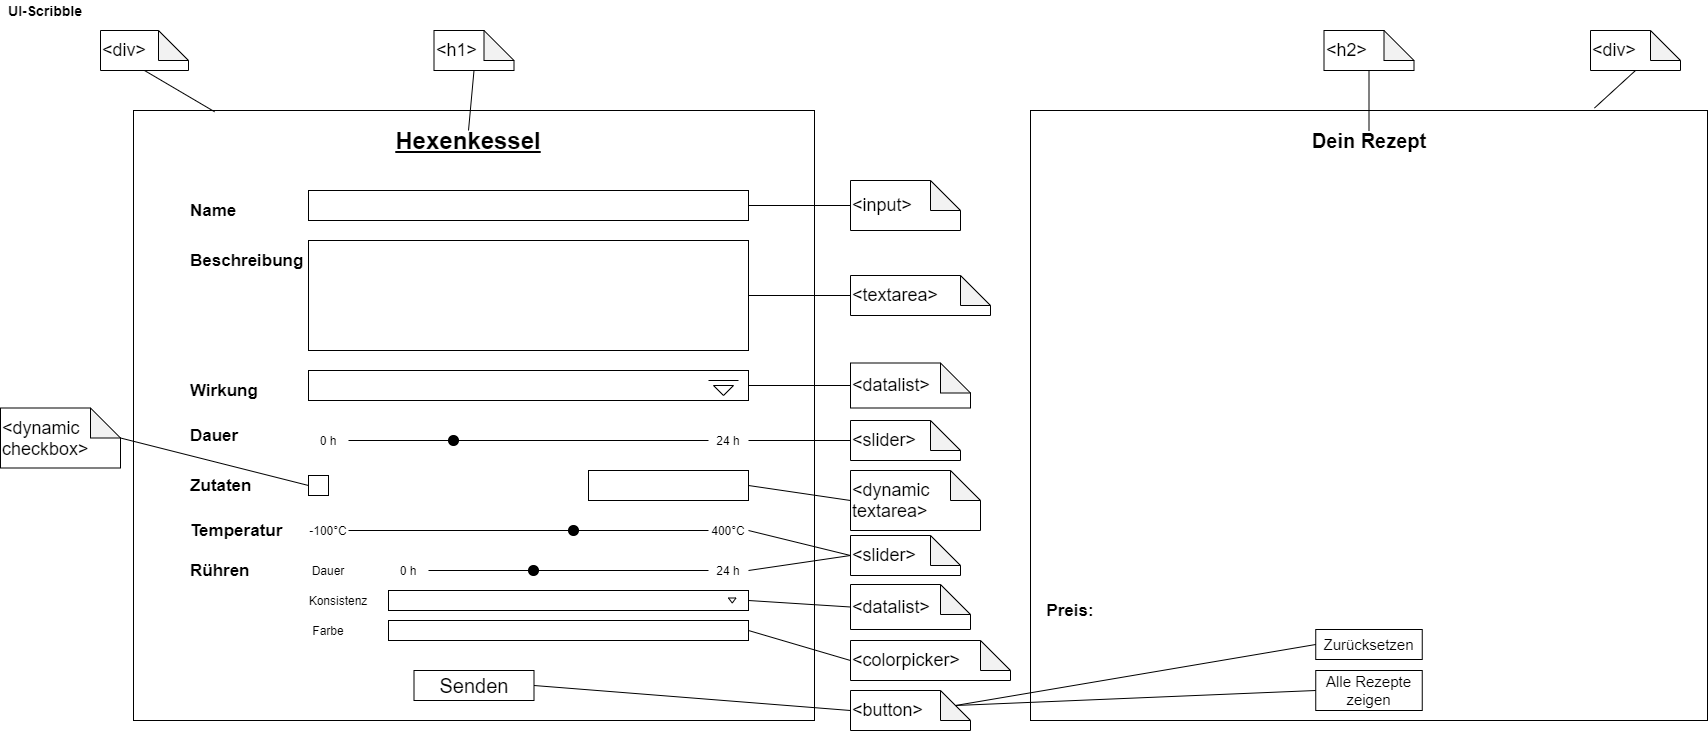 UI-Scribble
<div>
<h1>
<h2>
<div>
Hexenkessel
Dein Rezept
Name
<input>
Beschreibung
<textarea>
Wirkung
<datalist>
<dynamic
checkbox>
Dauer
0 h
24 h
<slider>
Zutaten
<dynamic
textarea>
Temperatur
-100°C
400°C
<slider>
Rühren
Dauer
0 h
24 h
Konsistenz
<datalist>
Farbe
<colorpicker>
Senden
<button>
Preis:
Zurücksetzen
Alle Rezepte
zeigen